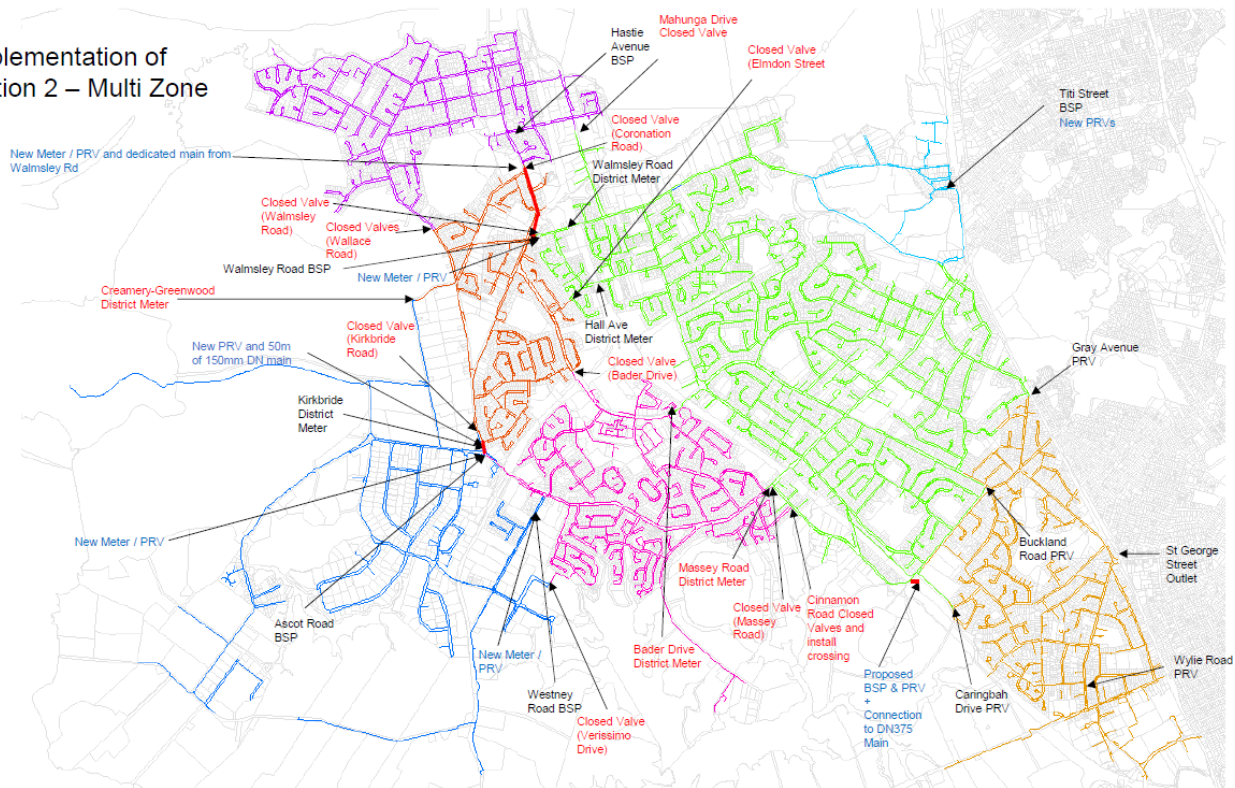 plementation of
tion 2 – Multi Zone
Hastie
Avenue
BSP
Mahunga Drive
Closed Valve
Closed Valve
(Elmdon Street
Titi Street
BSP
New PRVs
Closed Valve
(Coronation
Road)
New Meter / PRV and dedicated main from
Walmsley Rd
Walmsley Road
District Meter
Closed Valve
(Walmsley
Road)
Closed Valves
(Wallace
Road)
Walmsley Road BSP
New Meter / PRV
Creamery-Greenwood
District Meter
Hall Ave
District Meter
Closed Valve
(Kirkbride
Road)
New PRV and 50m
of 150mm DN main
Closed Valve
(Bader Drive)
Gray Avenue
PRV
Kirkbride
District
Meter
New Meter / PRV
Buckland
Road PRV
St George
Street
Outlet
Massey Road
District Meter
Closed Valve
(Massey
Road)
Cinnamon
Road Closed
Valves and
install
crossing
Ascot Road
BSP
Bader Drive
District Meter
New Meter /
PRV
Westney
Road BSP
Closed Valve
(Verissimo
Drive)
Proposed
BSP & PRV
+
Connection
to DN375
Main
Caringbah
Drive PRV
Wylie Road
PRV